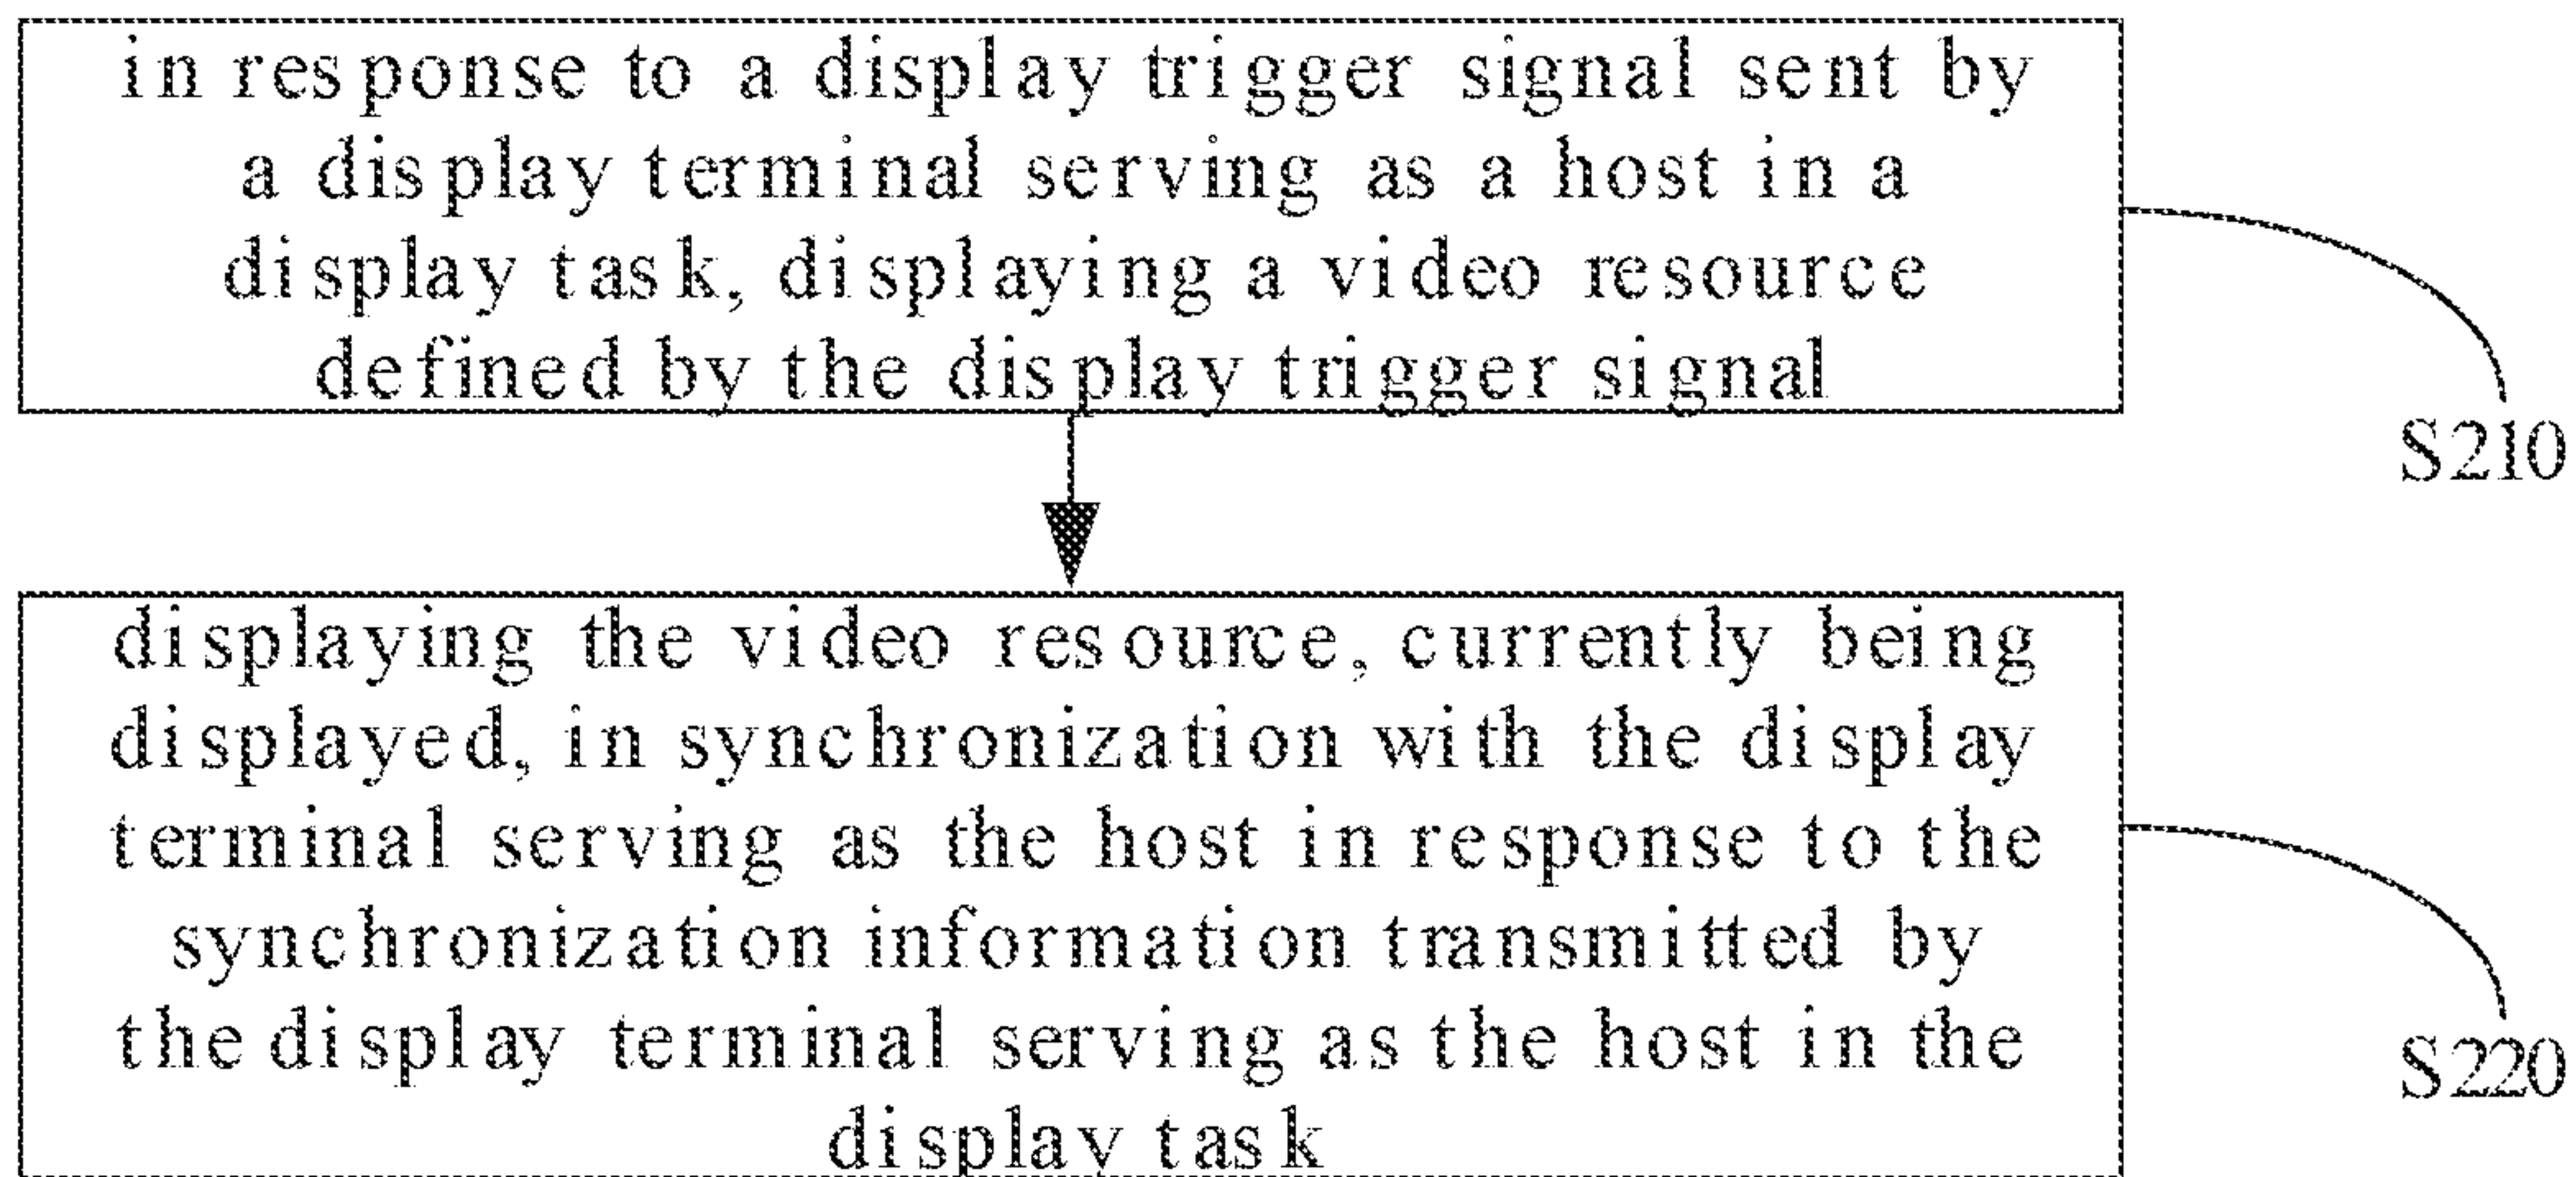 in response to a display trigger signal sent by
a display terminal serving as a host in a
display task, displaying a video resource
defined by the display trigger signal
S210
displaying the video resource, currently being
displayed, in synchronization with the display
terminal serving as the host in response to the
synchronization information transmitted by
the display terminal serving as the host in the
display task
S220